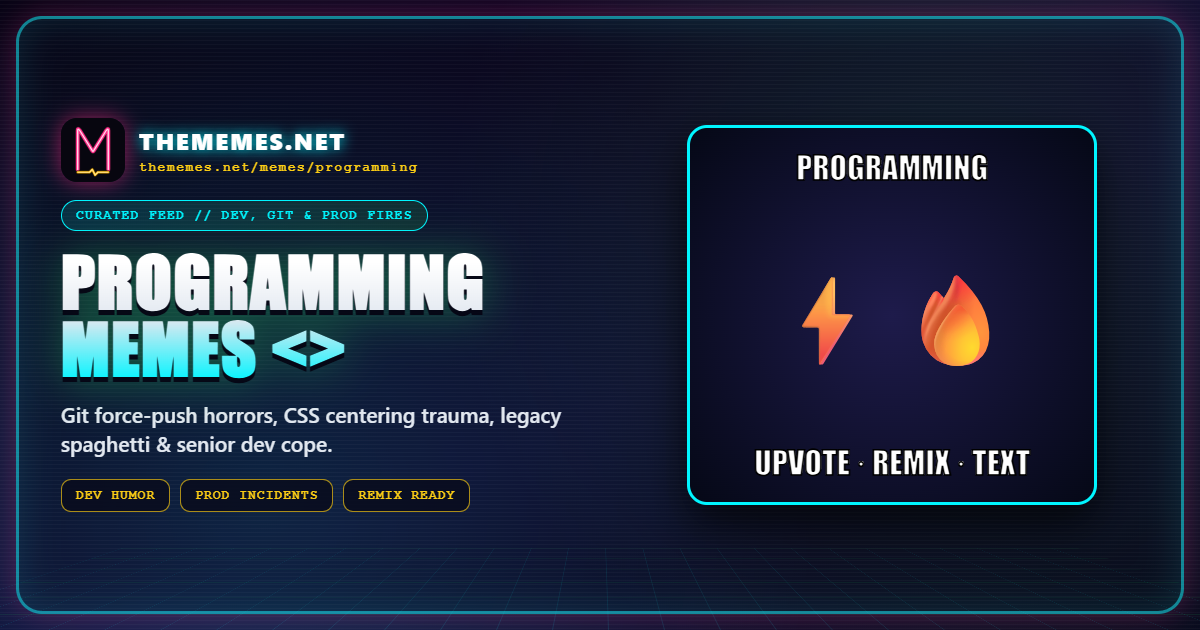 THEMEMES.NET
thememes.net/memes/programming
CURATED FEED // DEV, GIT & PROD FIRES
PROGRAMMING
MEMES <>
Git force-push horrors, CSS centering trauma, legacy
spaghetti & senior dev cope.
DEV HUMOR
PROD INCIDENTS
REMIX READY
PROGRAMMING
UPVOTE · REMIX · TEXT